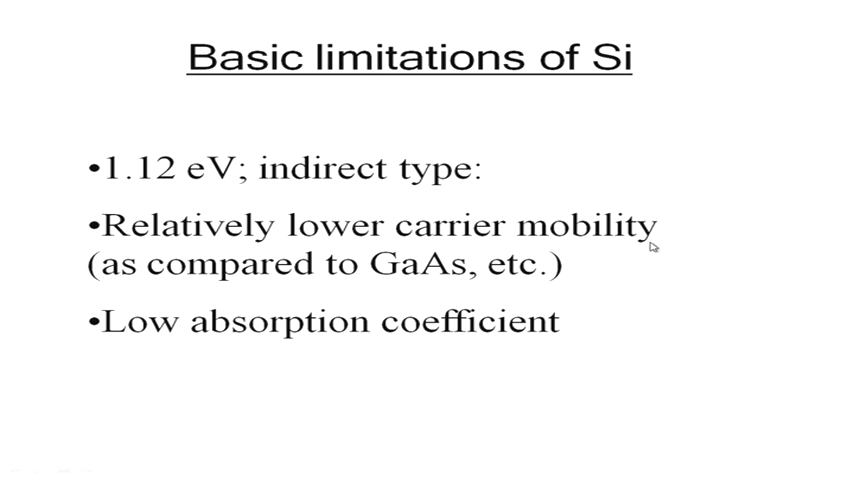 Basic limitations of Si
•1.12 eV; indirect type:
•Relatively lower carrier mobility
(as compared to GaAs, etc.)
•Low absorption coefficient